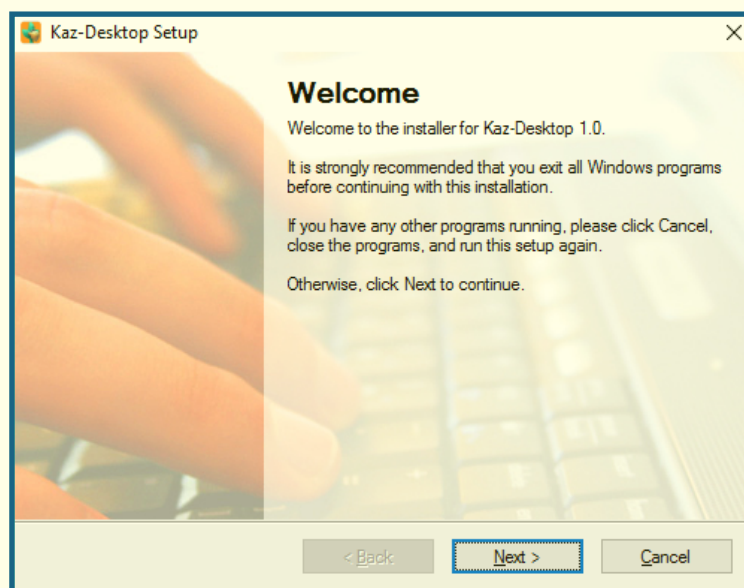 Kaz-Desktop Setup
Welcome
Welcome to the installer for Kaz-Desktop 1.0.
It is strongly recommended that you exit all Windows programs
before continuing with this installation.
If you have any other programs running, please click Cancel,
close the programs, and run this setup again.
Otherwise, click Next to continue.
< Back
Next >
Cancel